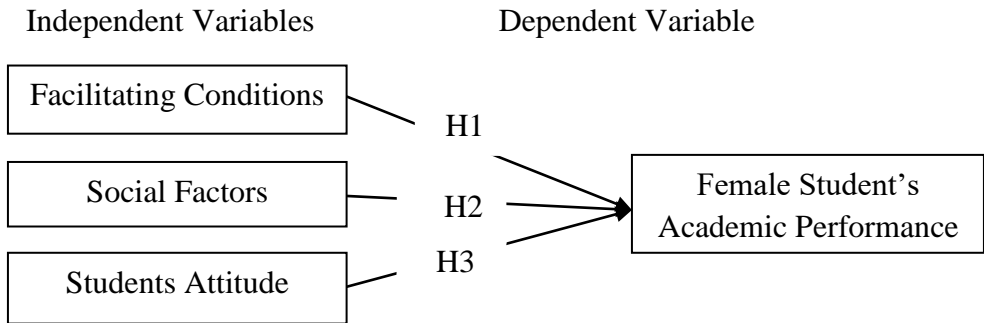 Independent Variables
Dependent Variable
Facilitating Conditions
H1
Social Factors
H2
Female Student’s
Academic Performance
H3
Students Attitude